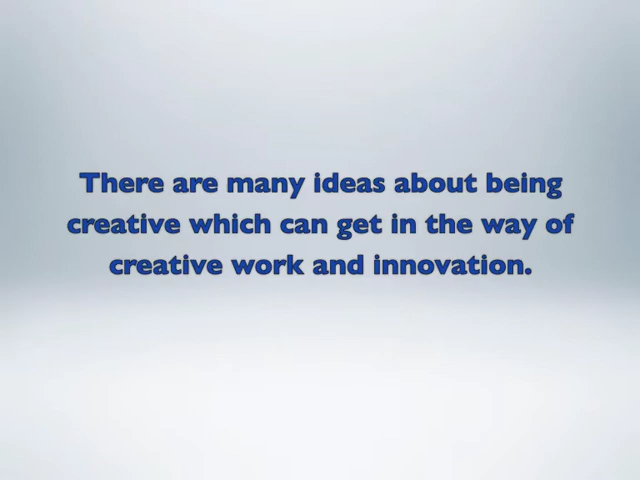 There are many ideas about being
creative which can get in the way of
creative work and innovation.